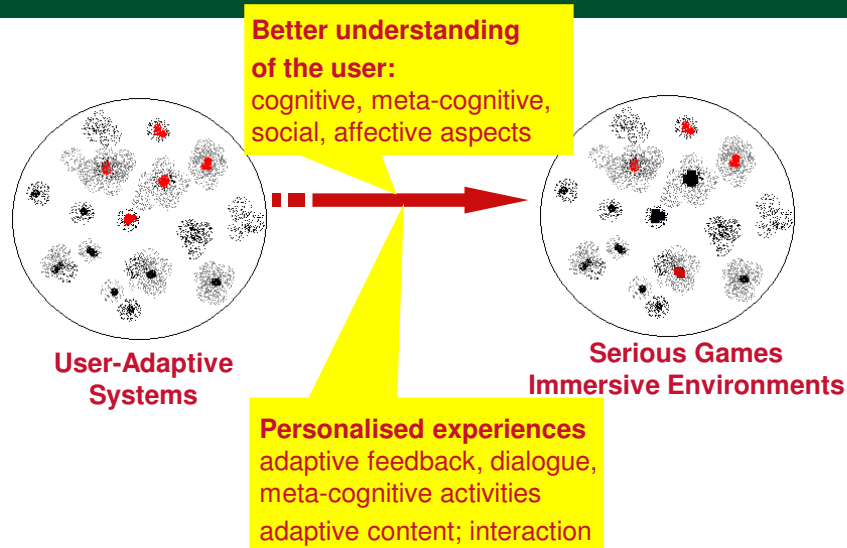 Better understanding
of the user:
cognitive, meta-cognitive,
social, affective aspects
User-Adaptive
Systems
Serious Games
Immersive Environments
Personalised experiences
adaptive feedback, dialogue,
meta-cognitive activities
adaptive content; interaction